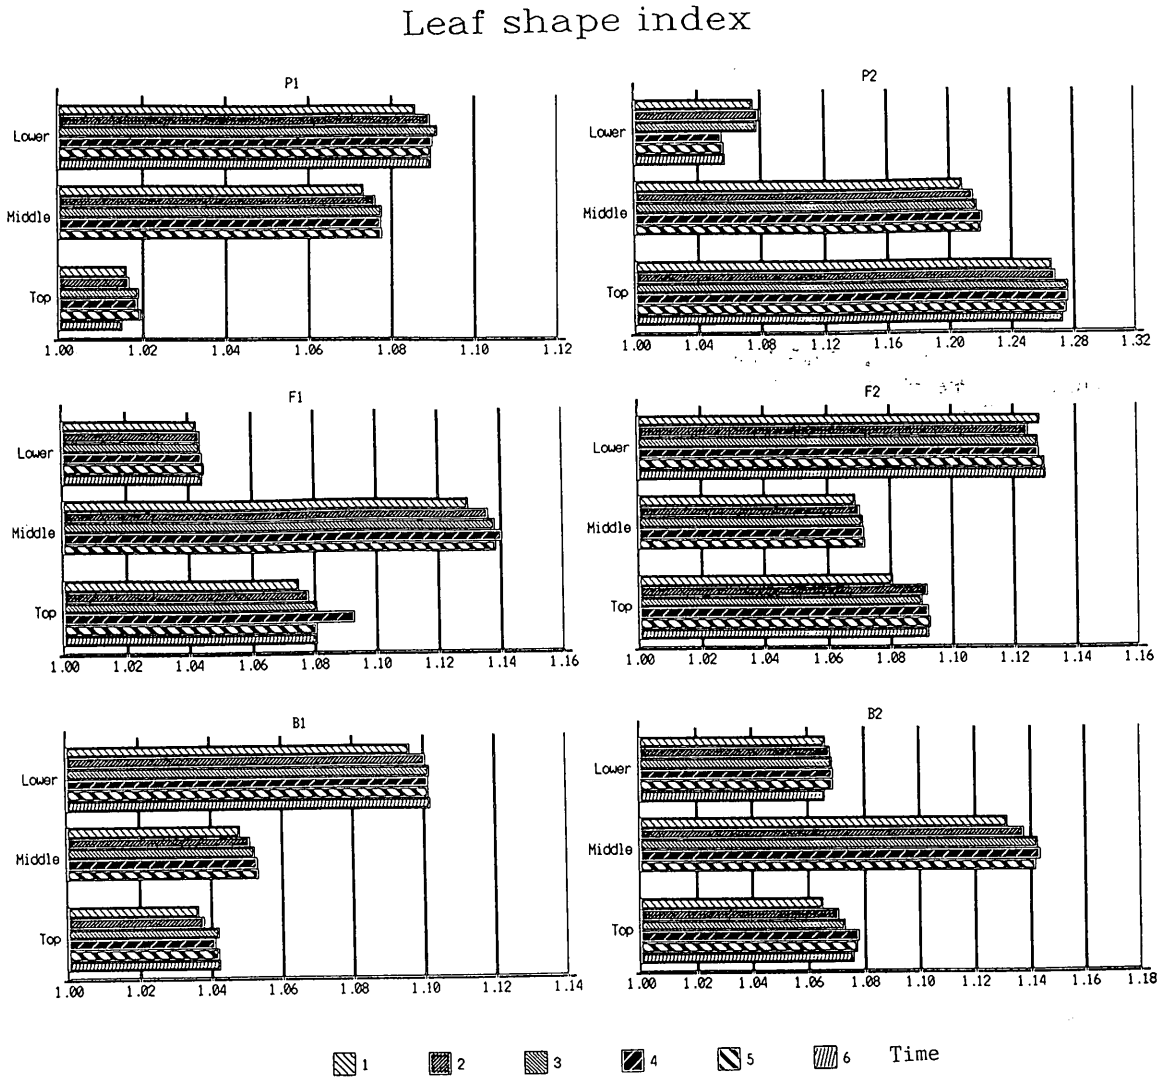 Leaf shape index
P1
Lower
Middle
Top
1.00 1.02 1.04 1.06 1.08 1.10 1.12
P2
Lower
Middle
Top
1.00 1.04 1.08 1.12 1.16 1.20 1.24 1.28 1.32
F1
Lower
Middle
Top
1.00 1.02 1.04 1.06 1.08 1.10 1.12 1.14 1.16
F2
Lower
Middle
Top
1.00 1.02 1.04 1.06 1.08 1.10 1.12 1.14 1.16
B1
Lower
Middle
Top
1.00 1.02 1.04 1.06 1.08 1.10 1.12 1.14
B2
Lower
Middle
Top
1.00 1.02 1.04 1.06 1.08 1.10 1.12 1.14 1.16 1.18
1 2 3 4 5 6 Time